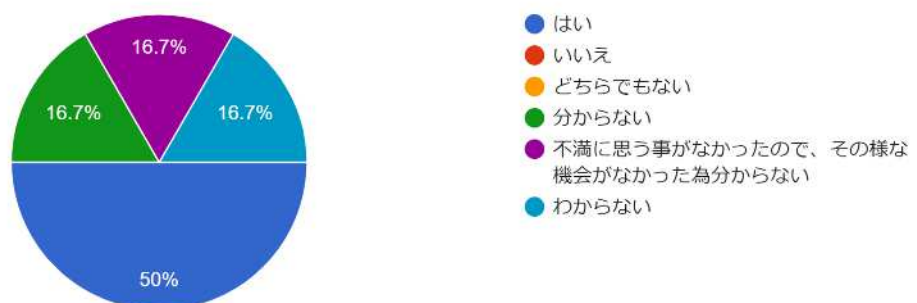 16.7%
16.7%
16.7%
50%
はい
いいえ
どちらでもない
分からない
不満に思う事がなかったので、その様な
機会がなかった為分からない
わからない